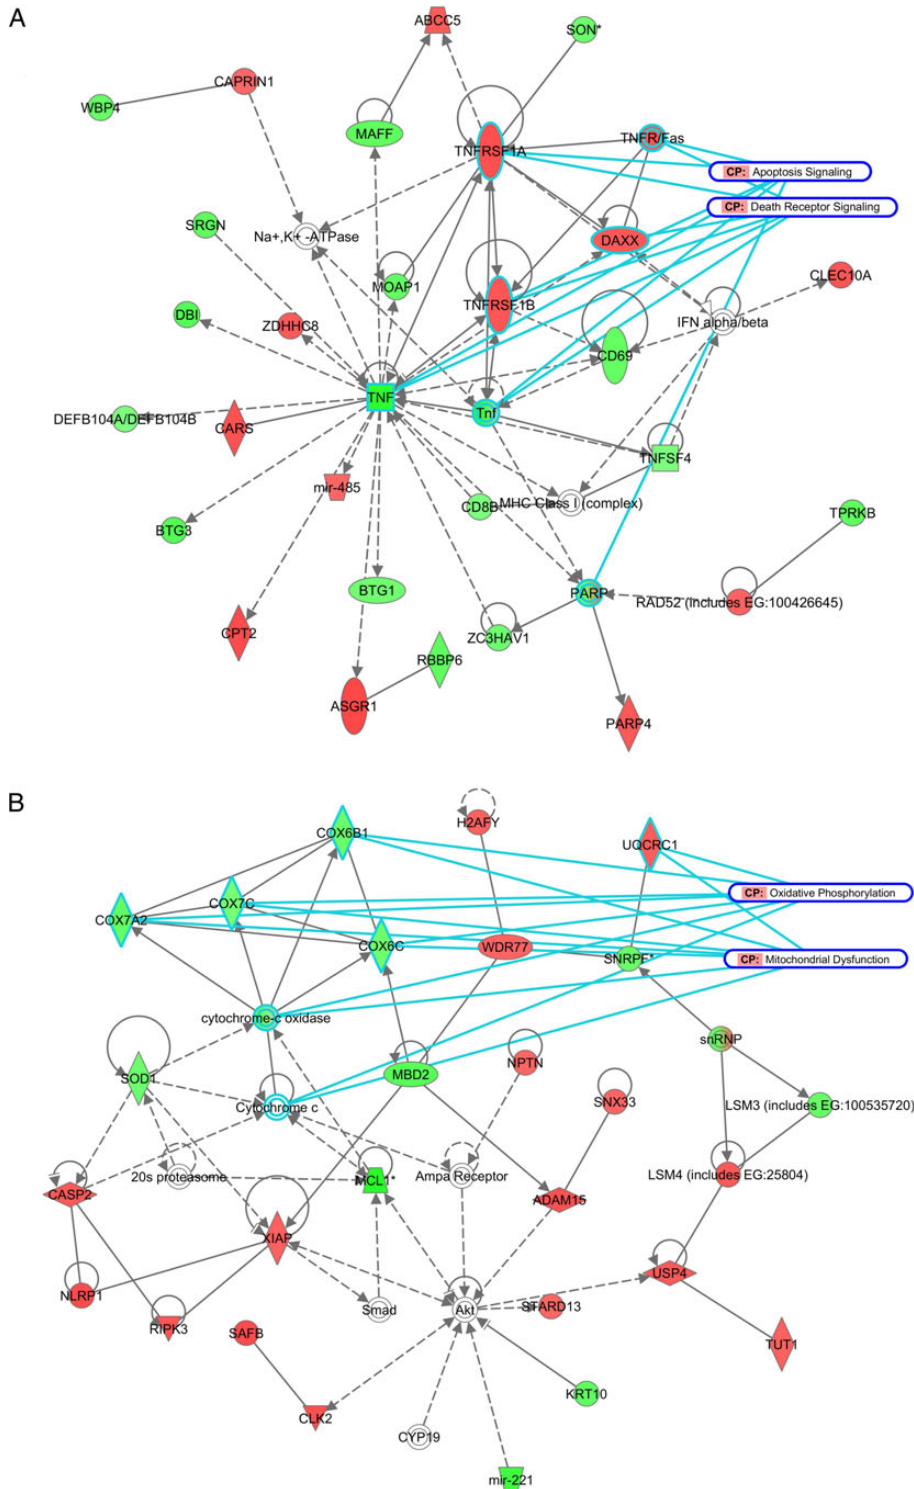 A
ABCC5
SON*
CAPRIN1
WBP4
MAFF
TNFRSF1A
TNFR/Fas
CP: Apoptosis Signaling
CP: Death Receptor Signaling
SRGN
Na+,K+ -ATPase
DAXX
MOAP1
CLEC10A
TNFRSF1B
DBI
ZDHHC8
IFN alpha/beta
CD69
TNF
Tnf
DEFB104A/DEFB104B
CARS
TNFSF4
mir-485
CD8B
MHC Class I (complex)
TPRKB
BTG3
BTG1
PARP
RAD52 (includes EG:100426645)
CPT2
ZC3HAV1
RBBP6
ASGR1
PARP4
B
H2AFY
COX6B1
UQCRC1
CP: Oxidative Phosphorylation
COX7C
COX7A2
COX6C
WDR77
SNRPF*
CP: Mitochondrial Dysfunction
cytochrome-c oxidase
snRNP
NPTN
SOD1
MBD2
SNX33
Cytochrome c
LSM3 (includes EG:100535720)
20s proteasome
MCL1*
Ampa Receptor
LSM4 (includes EG:25804)
CASP2
ADAM15
XIAP
USP4
NLRP1
Smad
Akt
STARD13
RIPK3
SAFB
TUT1
KRT10
CLK2
CYP19
mir-221